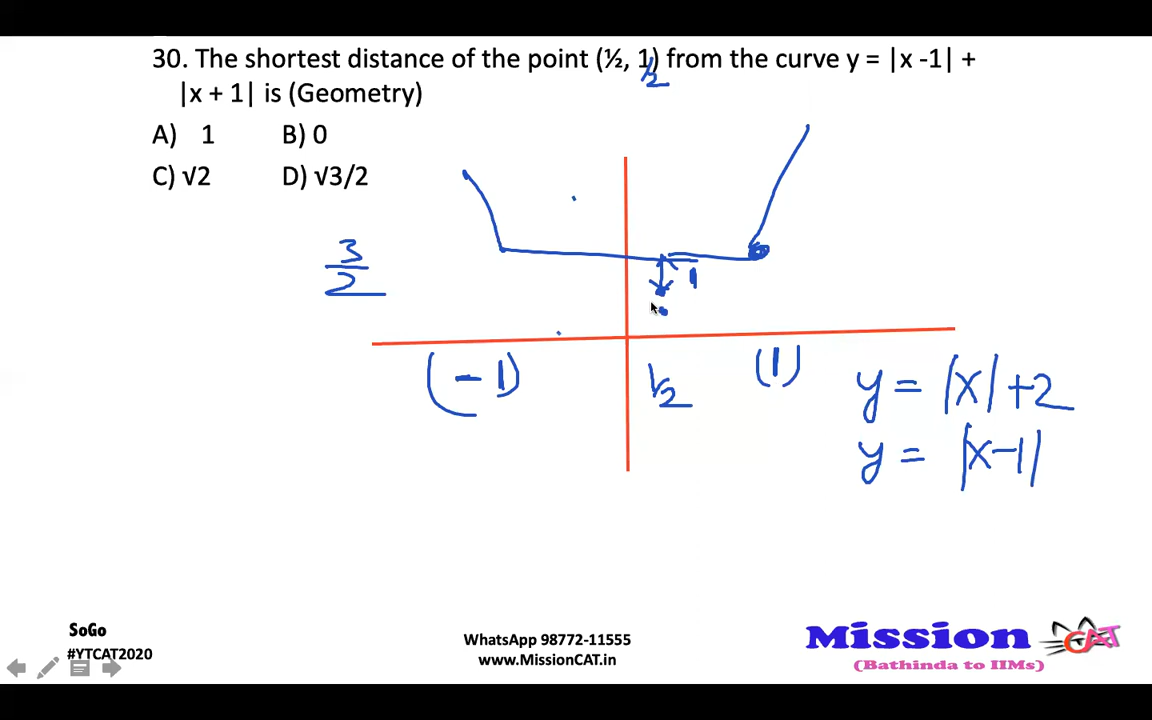 30. The shortest distance of the point (½, 1) from the curve y = |x -1| +
½
|x + 1| is (Geometry)
A) 1 B) 0
C) √2 D) √3/2
3/2
1
(-1) ½ (1)
y = |x| +2
y = |x-1|
SoGo
#YTCAT2020
WhatsApp 98772-11555
www.MissionCAT.in
Mission CAT
(Bathinda to IIMs)